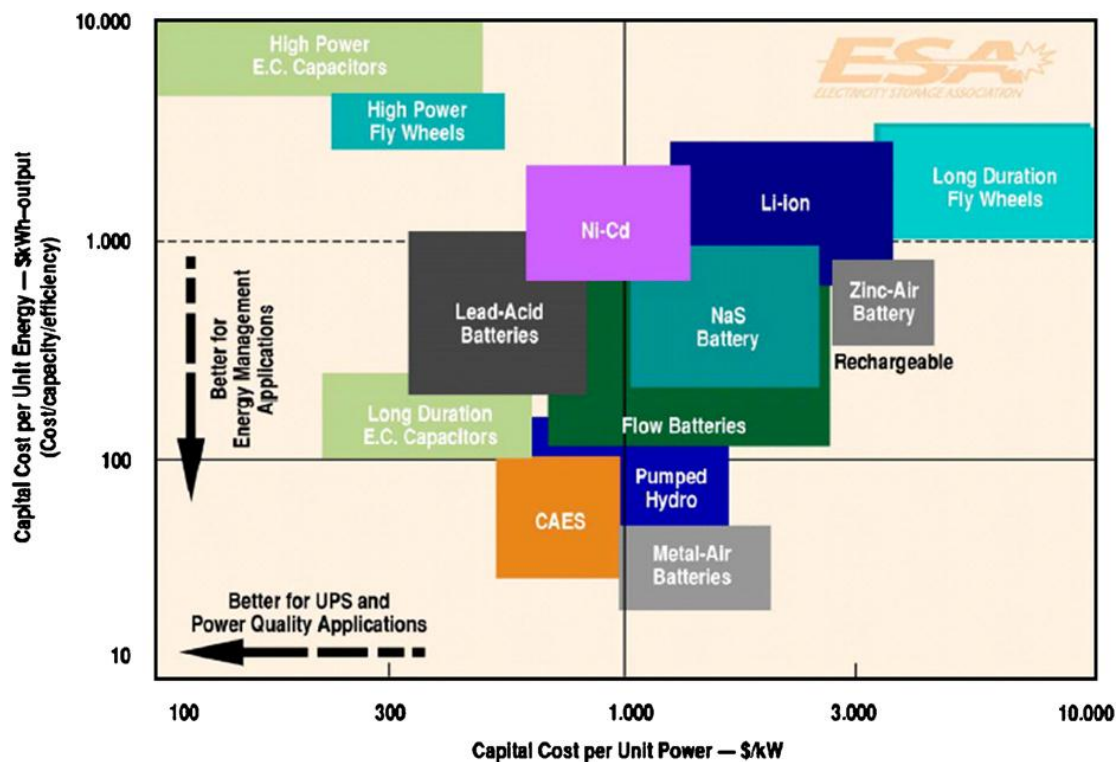 10.000
High Power
E.C. Capacitors
ESA
ELECTRICITY STORAGE ASSOCIATION
High Power
Fly Wheels
Long Duration
Fly Wheels
Li-ion
Ni-Cd
1.000
Capital Cost per Unit Energy — $kWh–output
(Cost/capacity/efficiency)
Better for
Energy Management
Applications
Lead-Acid
Batteries
NaS
Battery
Zinc-Air
Battery
Rechargeable
Long Duration
E.C. Capacitors
Flow Batteries
100
Pumped
Hydro
CAES
Metal-Air
Batteries
Better for UPS and
Power Quality Applications
10
100
300
1.000
3.000
10.000
Capital Cost per Unit Power — $/kW